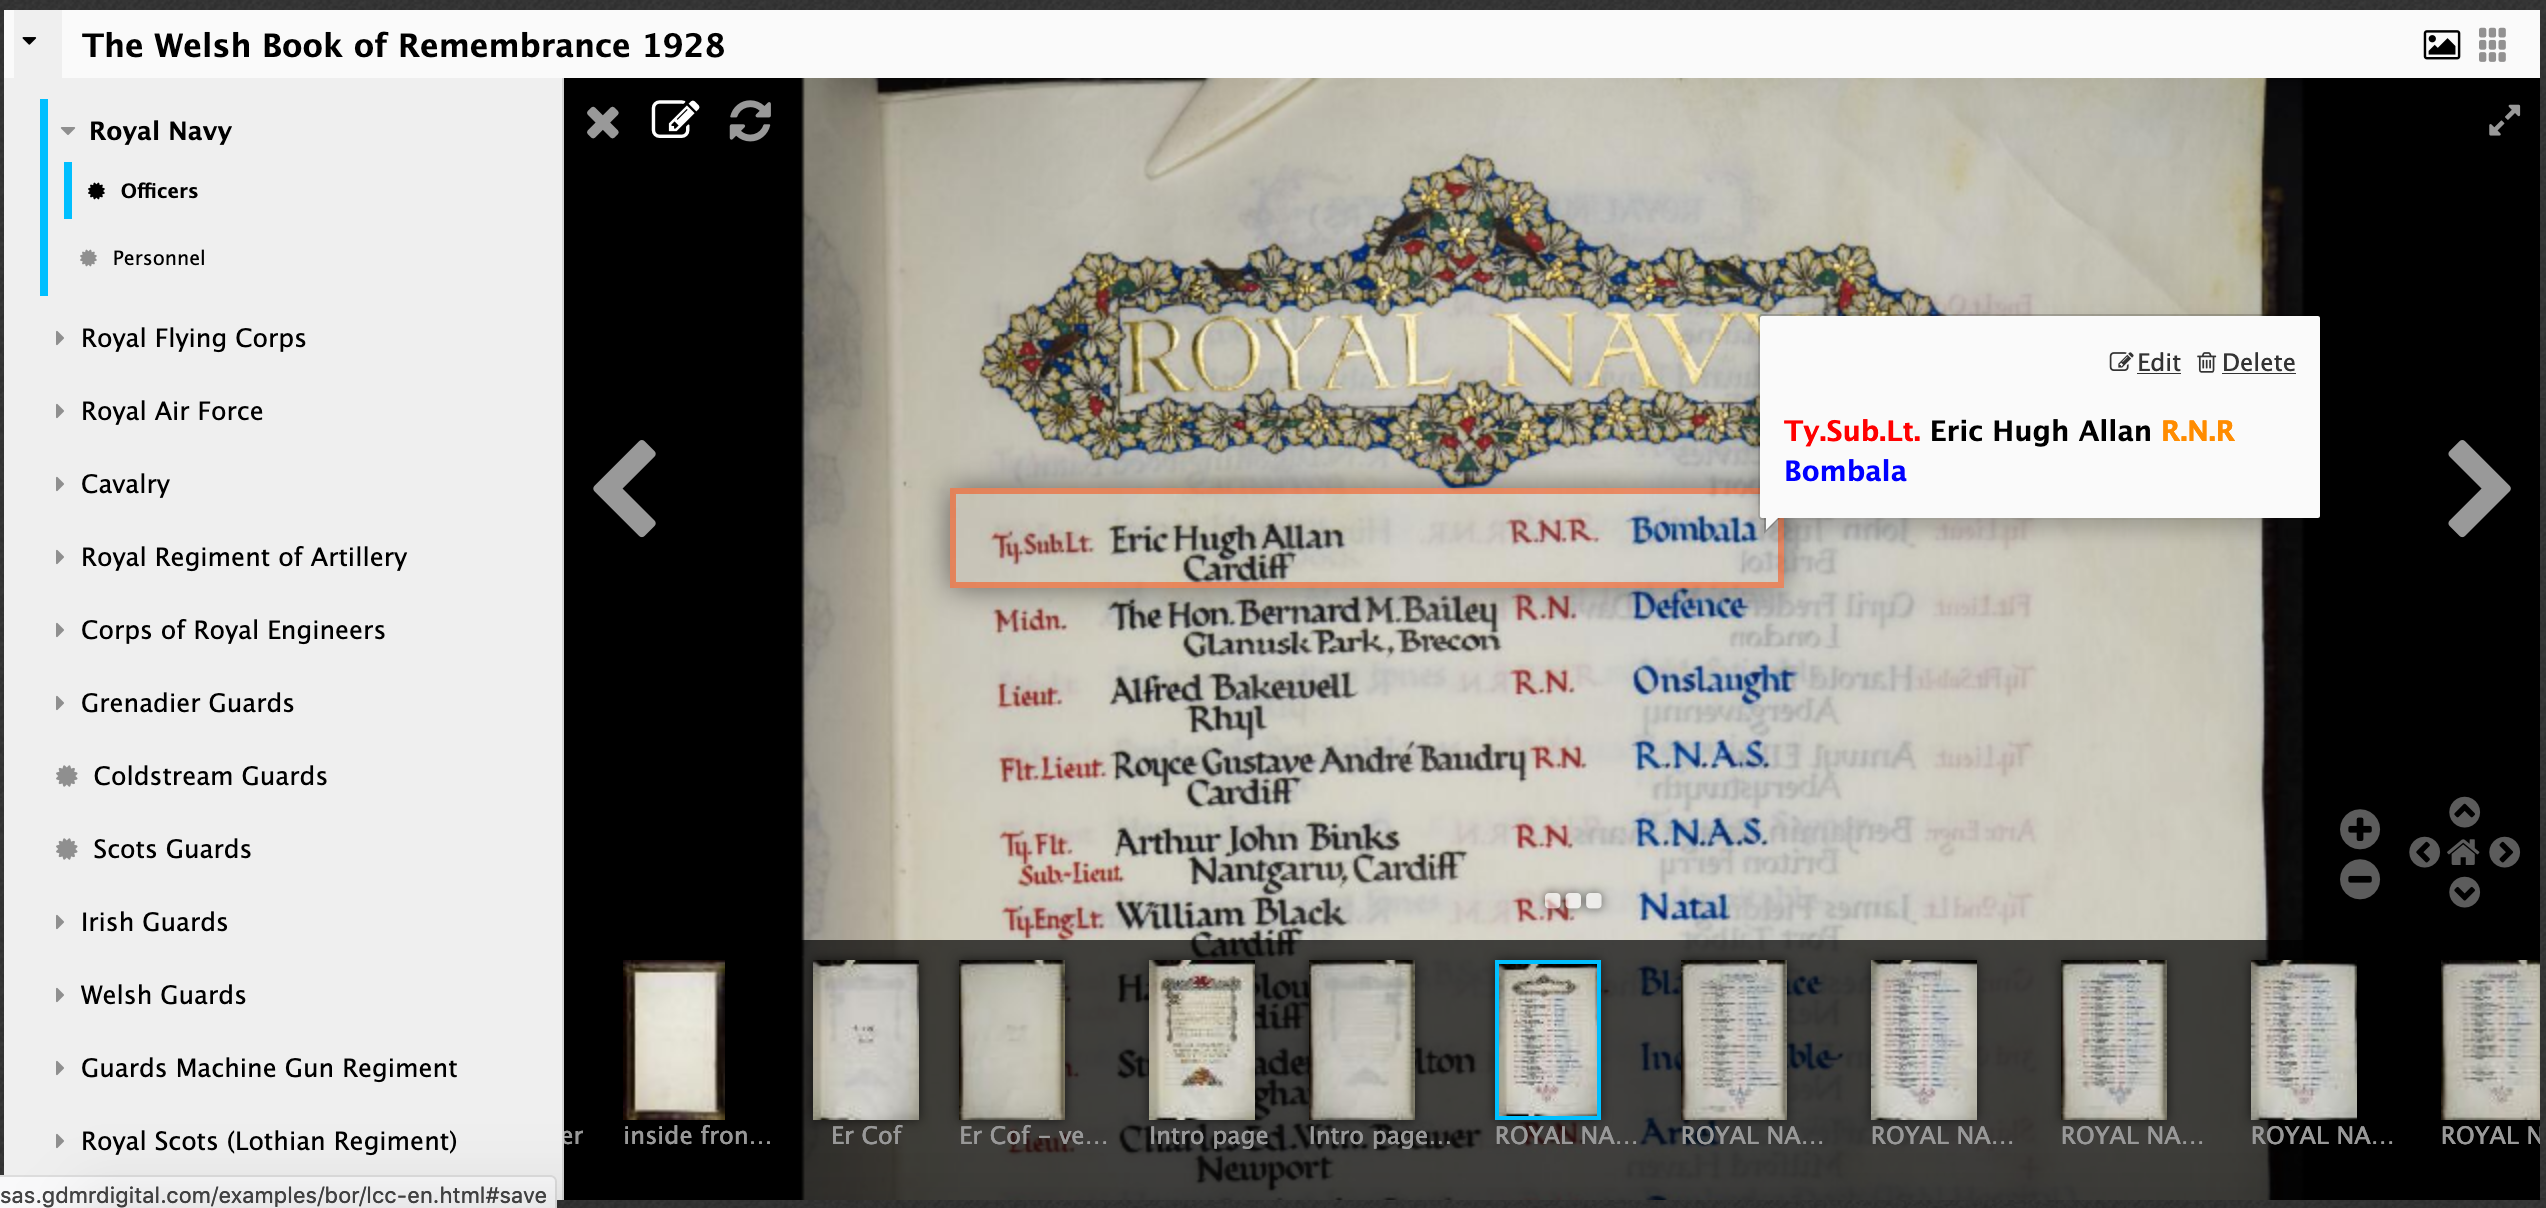 The Welsh Book of Remembrance 1928
Royal Navy
Officers
Personnel
Royal Flying Corps
Royal Air Force
Cavalry
Royal Regiment of Artillery
Corps of Royal Engineers
Grenadier Guards
Coldstream Guards
Scots Guards
Irish Guards
Welsh Guards
Guards Machine Gun Regiment
Royal Scots (Lothian Regiment)
sas.gdmrdigital.com/examples/bor/lcc-en.html#save
ROYAL NAV
Edit Delete
Ty.Sub.Lt. Eric Hugh Allan R.N.R
Bombala
Ty.Sub.Lt. Eric Hugh Allan R.N.R. Bombala
Cardiff
Midn. The Hon. Bernard M. Bailey R.N. Defence
Glanusk Park, Brecon
Lieut. Alfred Bakewell R.N. Onslaught
Rhyl
Flt. Lieut. Royce Gustave André Baudry R.N. R.N.A.S.
Cardiff
Ty. Flt. Arthur John Binks R.N. R.N.A.S.
Sub-Lieut. Nantgarw, Cardiff
Ty.Eng.Lt. William Black R.N. Natal
Cardiff
Newport
er inside fron... Er Cof Er Cof – ve... Intro page Intro page... ROYAL NA... ROYAL NA... ROYAL NA... ROYAL NA... ROYAL NA... ROYAL N